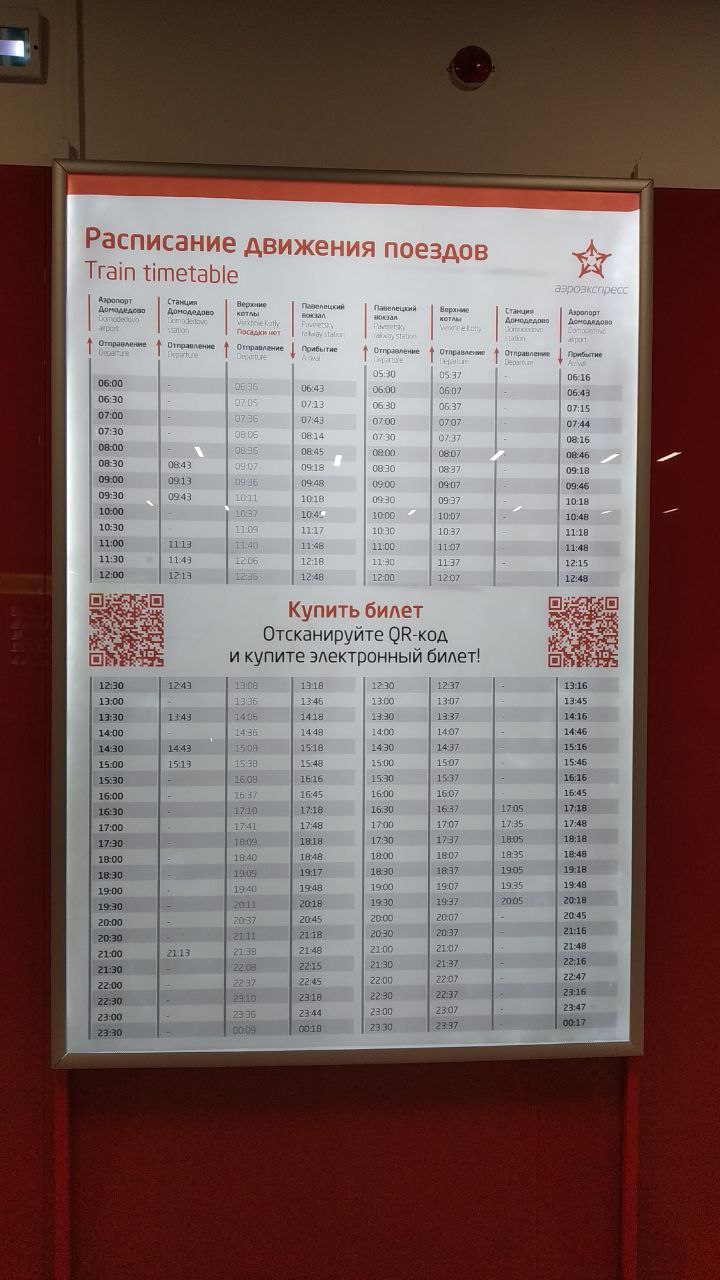 Расписание движения поездов
Train timetable
аэроэкспресс
Аэропорт Домодедово Domodedovo airport
Станция Домодедово Domodedovo station
Верхние котлы Verkhnie Kotly Посадки нет
Павелецкий вокзал Paveletsky railway station
Павелецкий вокзал Paveletsky railway station
Верхние котлы Verkhnie Kotly
Станция Домодедово Domodedovo station
Аэропорт Домодедово Domodedovo airport
Отправление Отправление Отправление Прибытие Отправление Отправление Отправление Прибытие
Departure Departure Departure Arrival Departure Departure Departure Arrival
05:30 05:37 - 06:16
06:00 - 06:36 06:43 06:00 06:07 - 06:43
06:30 - 07:05 07:13 06:30 06:37 - 07:15
07:00 - 07:36 07:43 07:00 07:07 - 07:44
07:30 - 08:06 08:14 07:30 07:37 - 08:16
08:00 - 08:36 08:45 08:00 08:07 - 08:46
08:30 08:43 09:07 09:18 08:30 08:37 - 09:18
09:00 09:13 09:36 09:48 09:00 09:07 - 09:46
09:30 09:43 10:11 10:18 09:30 09:37 - 10:18
10:00 - 10:37 10:00 10:07 - 10:48
10:30 - 11:09 11:17 10:30 10:37 - 11:18
11:00 11:13 11:40 11:48 11:00 11:07 - 11:48
11:30 11:43 12:06 12:18 11:30 11:37 - 12:15
12:00 12:13 12:36 12:48 12:00 12:07 - 12:48
Купить билет
Отсканируйте QR-код
и купите электронный билет!
12:30 12:43 13:08 13:18 12:30 12:37 - 13:16
13:00 - 13:36 13:46 13:00 13:07 - 13:45
13:30 13:43 14:06 14:18 13:30 13:37 - 14:16
14:00 - 14:36 14:48 14:00 14:07 - 14:46
14:30 14:43 15:08 15:18 14:30 14:37 - 15:16
15:00 15:13 15:38 15:48 15:00 15:07 - 15:46
15:30 - 16:08 16:16 15:30 15:37 - 16:16
16:00 - 16:37 16:45 16:00 16:07 - 16:45
16:30 - 17:10 17:18 16:30 16:37 17:05 17:18
17:00 - 17:41 17:48 17:00 17:07 17:35 17:48
17:30 - 18:09 18:18 17:30 17:37 18:05 18:18
18:00 - 18:40 18:48 18:00 18:07 18:35 18:48
18:30 - 19:09 19:17 18:30 18:37 19:05 19:18
19:00 - 19:40 19:48 19:00 19:07 19:35 19:48
19:30 - 20:11 20:18 19:30 19:37 20:05 20:18
20:00 - 20:37 20:45 20:00 20:07 - 20:45
20:30 - 21:11 21:18 20:30 20:37 - 21:16
21:00 21:13 21:38 21:48 21:00 21:07 - 21:48
21:30 - 22:08 22:15 21:30 21:37 - 22:16
22:00 - 22:37 22:45 22:00 22:07 - 22:47
22:30 - 23:10 23:18 22:30 22:37 - 23:16
23:00 - 23:36 23:44 23:00 23:07 - 23:47
23:30 - 00:09 00:18 23:30 23:37 - 00:17